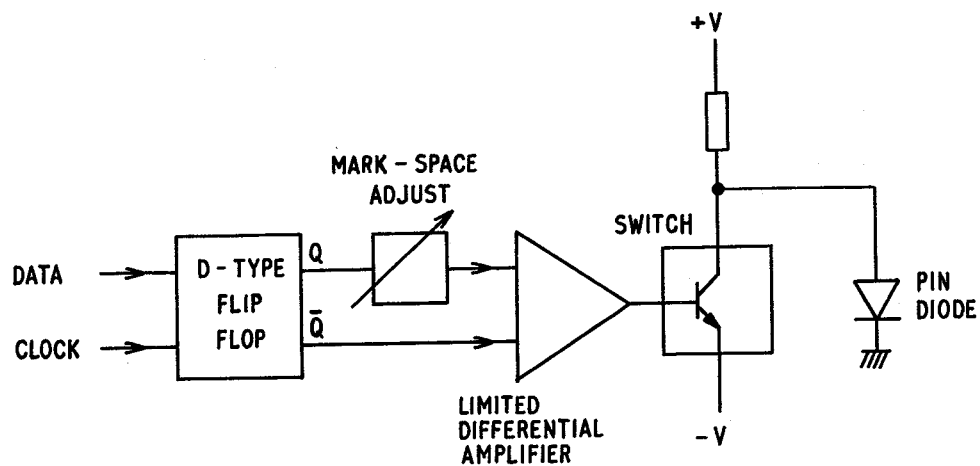 +V
MARK - SPACE
ADJUST
SWITCH
DATA
CLOCK
D - TYPE
FLIP
FLOP
Q
Q̅
PIN
DIODE
LIMITED
DIFFERENTIAL
AMPLIFIER
-V